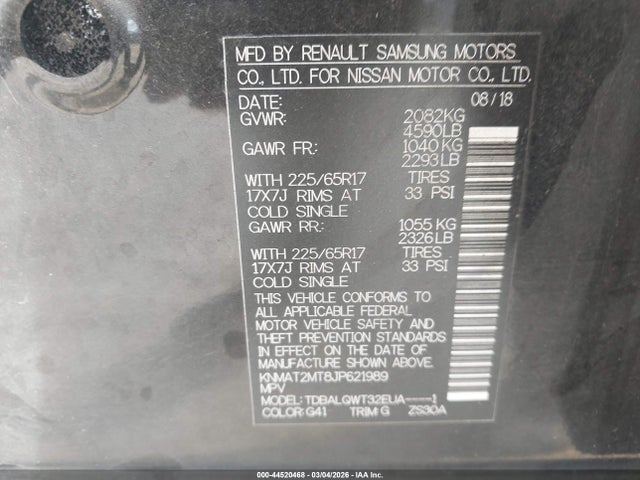 MFD BY RENAULT SAMSUNG MOTORS
CO., LTD. FOR NISSAN MOTOR CO., LTD.
DATE: 08/18
GVWR: 2082KG
4590LB
GAWR FR.: 1040KG
2293LB
WITH 225/65R17 TIRES
17X7J RIMS AT 33 PSI
COLD SINGLE
GAWR RR.: 1055KG
2326LB
WITH 225/65R17 TIRES
17X7J RIMS AT 33 PSI
COLD SINGLE
THIS VEHICLE CONFORMS TO
ALL APPLICABLE FEDERAL
MOTOR VEHICLE SAFETY AND
THEFT PREVENTION STANDARDS
IN EFFECT ON THE DATE OF
MANUFACTURE SHOWN ABOVE.
KNMAT2MT8JP621989
MPV
MODEL: TDBALQWT32EUA----1
COLOR: G41 TRIM G ZS30A
000-44520468 - 03/04/2026 - IAA Inc.